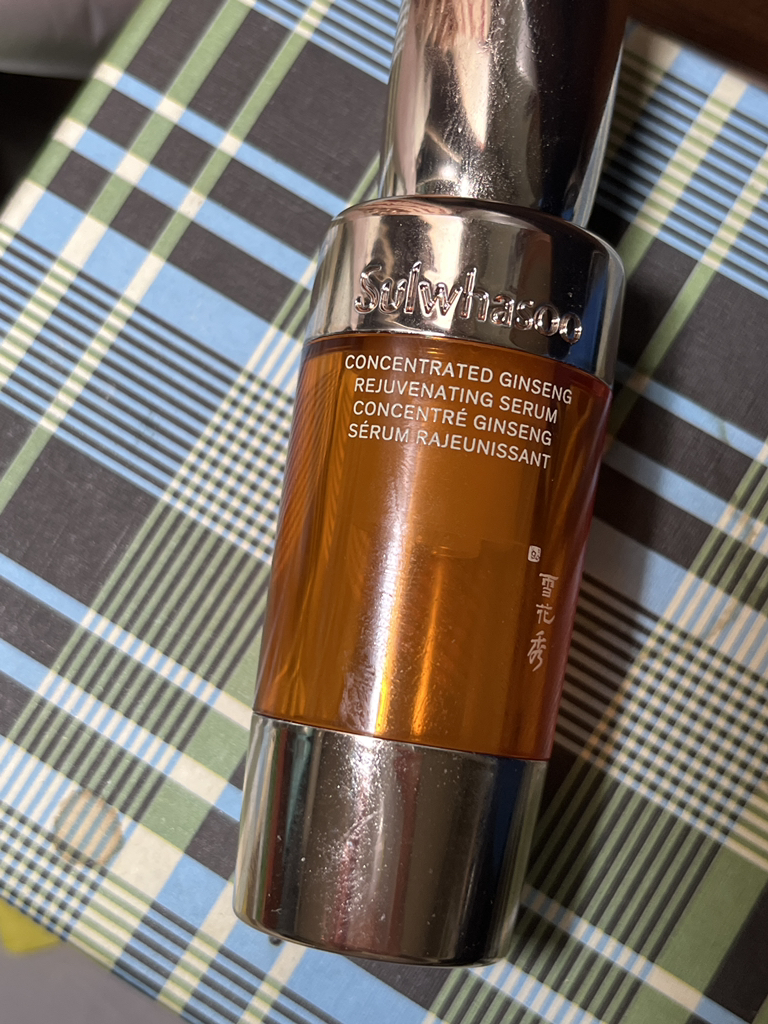 Sulwhasoo
CONCENTRATED GINSENG
REJUVENATING SERUM
CONCENTRÉ GINSENG
SÉRUM RAJEUNISSANT
雪花秀